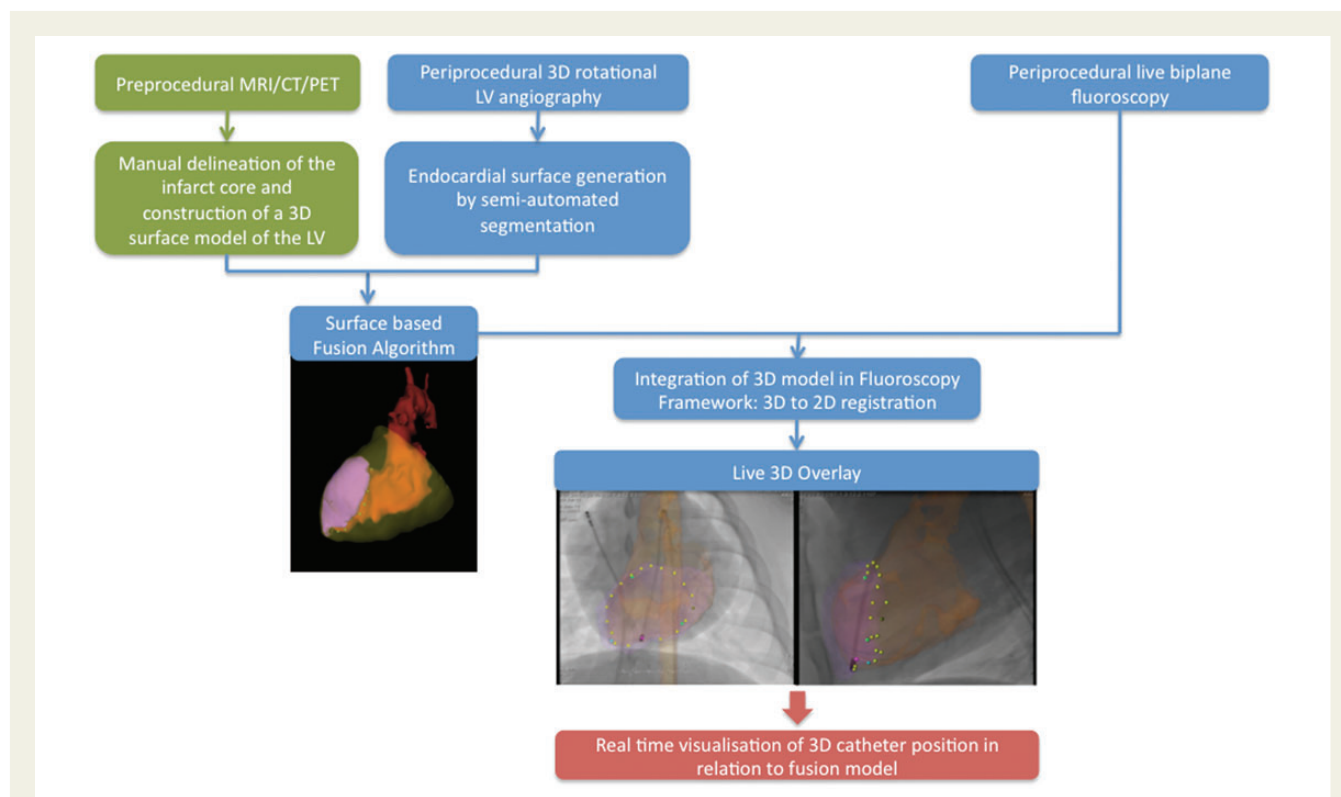 Preprocedural MRI/CT/PET
Periprocedural 3D rotational
LV angiography
Periprocedural live biplane
fluoroscopy
Manual delineation of the
infarct core and
construction of a 3D
surface model of the LV
Endocardial surface generation
by semi-automated
segmentation
Surface based
Fusion Algorithm
Integration of 3D model in Fluoroscopy
Framework: 3D to 2D registration
Live 3D Overlay
Real time visualisation of 3D catheter position in
relation to fusion model